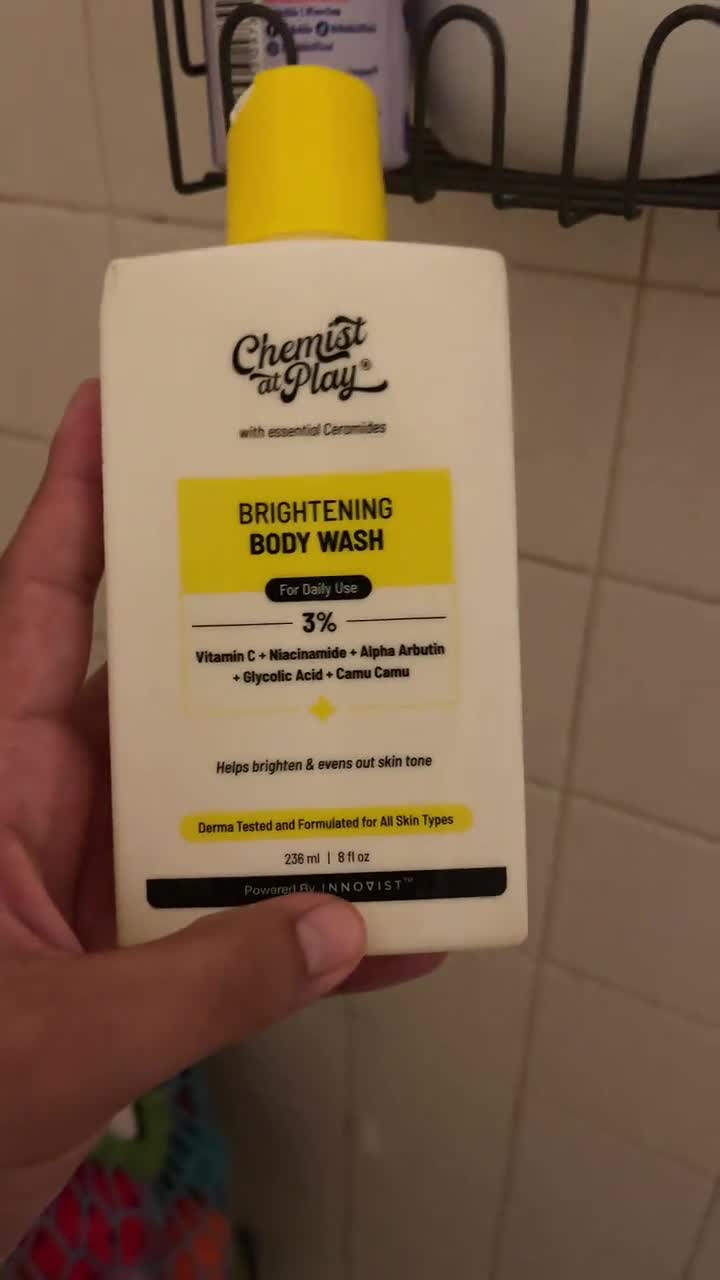 Chemist
at Play®
with essential Ceramides
BRIGHTENING
BODY WASH
For Daily Use
3%
Vitamin C + Niacinamide + Alpha Arbutin
+ Glycolic Acid + Camu Camu
Helps brighten & evens out skin tone
Derma Tested and Formulated for All Skin Types
236 ml | 8 fl oz
Powered By INNOVIST™